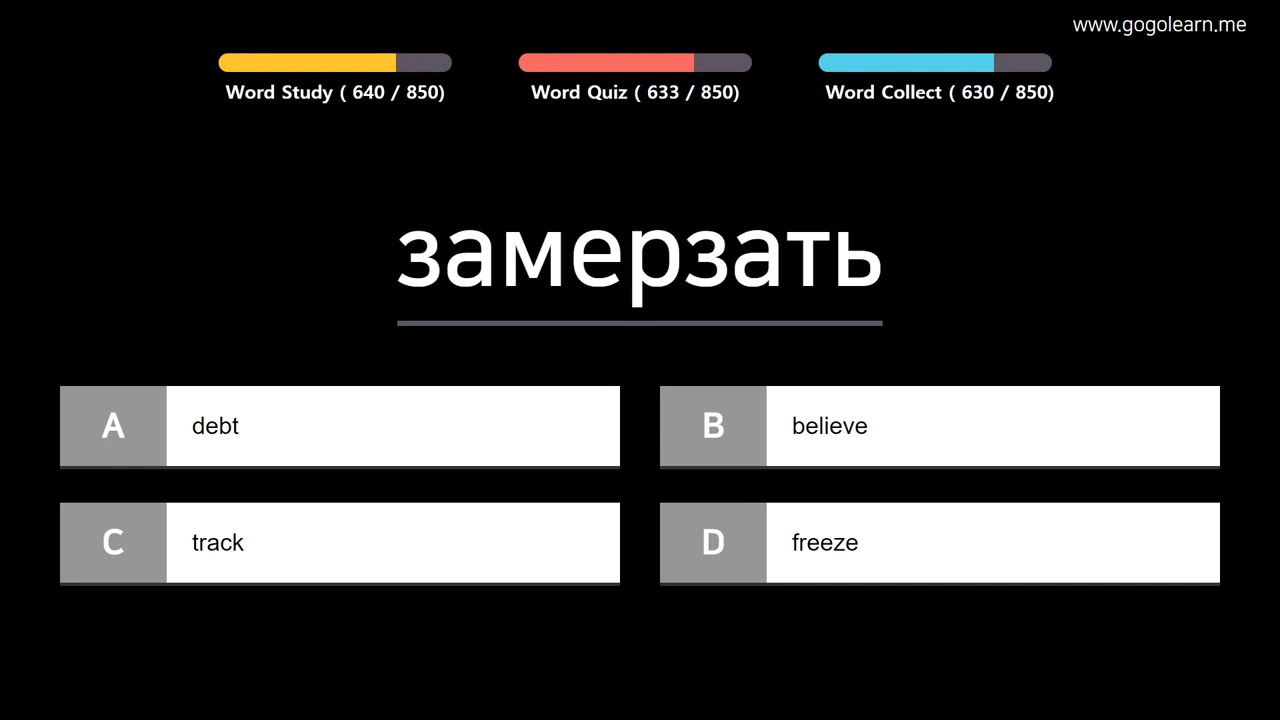 www.gogolearn.me
Word Study ( 640 / 850)
Word Quiz ( 633 / 850)
Word Collect ( 630 / 850)
замерзать
A debt
B believe
C track
D freeze